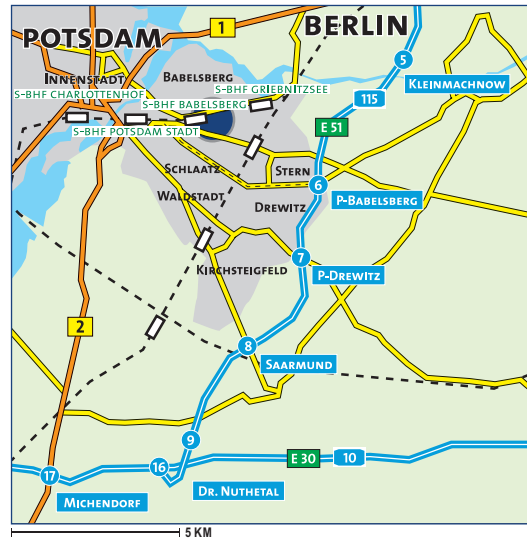 BERLIN
1
POTSDAM
5
INNENSTADT
BABELSBERG
S-BHF GRIEBNITZSEE
KLEINMACHNOW
S-BHF CHARLOTTENHOF
S-BHF BABELSBERG
115
S-BHF POTSDAM STADT
E 51
SCHLAATZ
STERN
6
WALDSTADT
DREWITZ
P-BABELSBERG
7
KIRCHSTEIGFELD
P-DREWITZ
2
8
SAARMUND
9
16
E 30
10
17
DR. NUTHETAL
MICHENDORF
5 KM